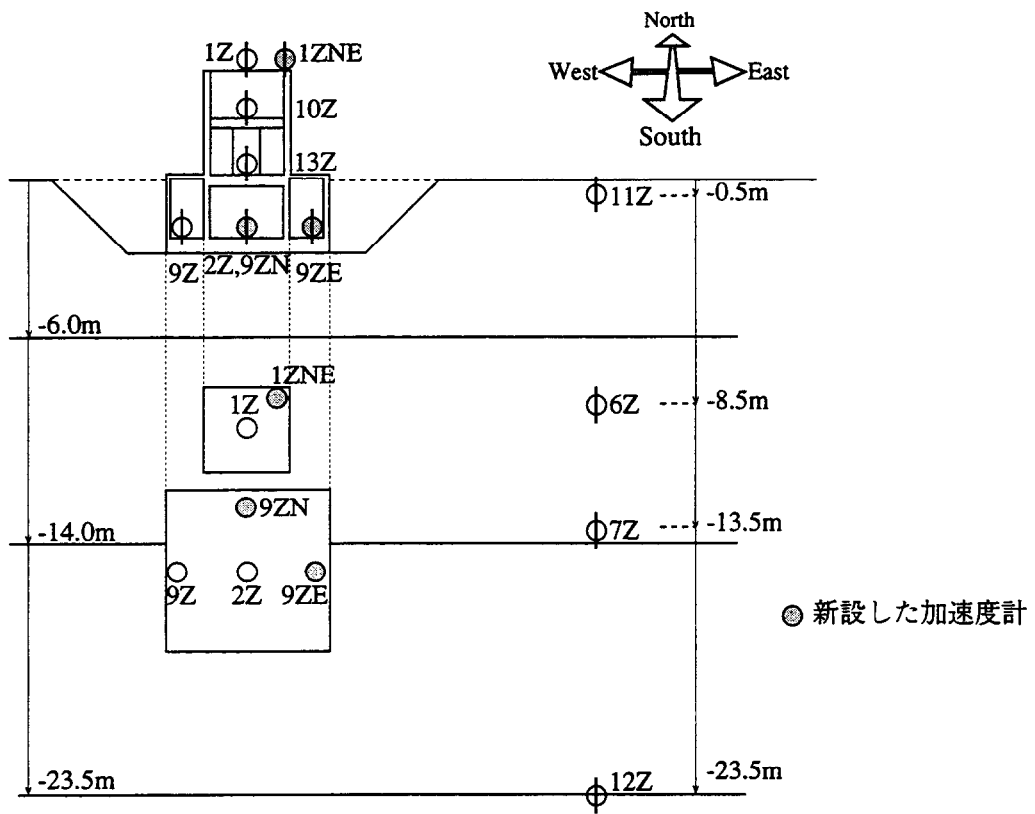 North
West
East
South
1Z
1ZNE
10Z
13Z
11Z
-0.5m
9Z
2Z,9ZN
9ZE
-6.0m
1ZNE
1Z
6Z
-8.5m
9ZN
-14.0m
7Z
-13.5m
9Z
2Z
9ZE
新設した加速度計
-23.5m
12Z
-23.5m